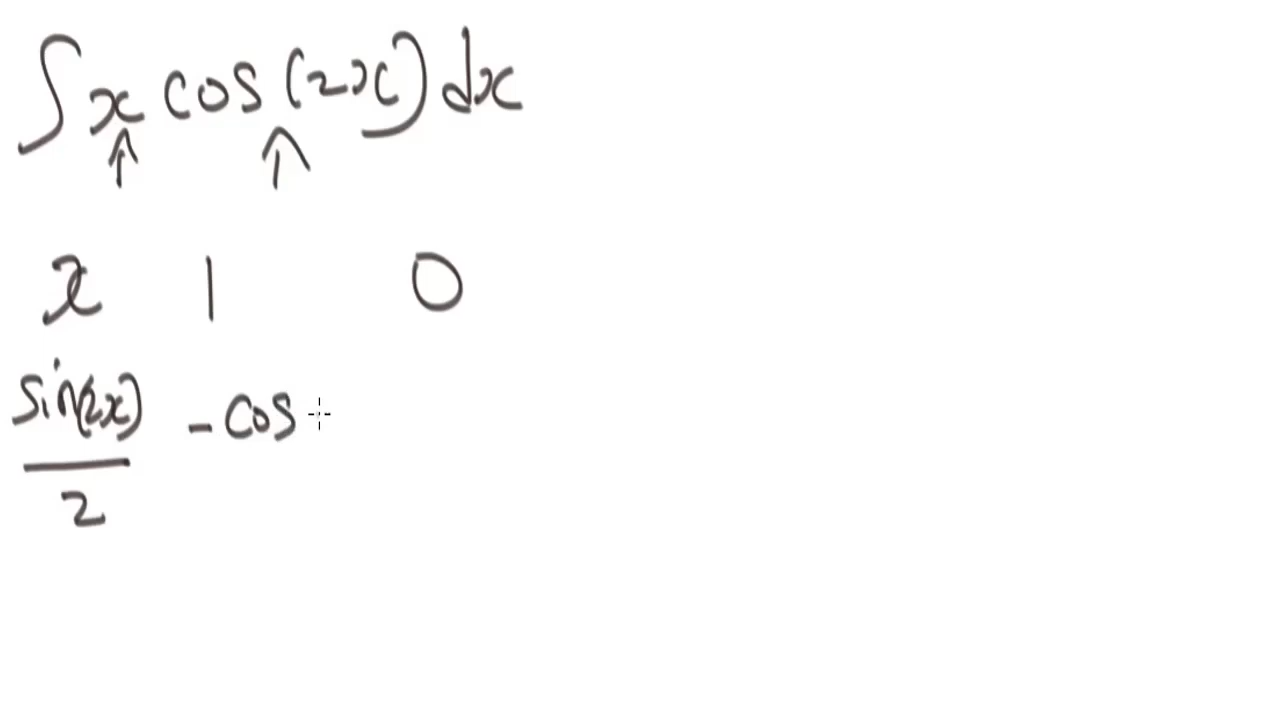 ∫ x cos (2x) dx
x 1 0
sin(2x) - cos
2